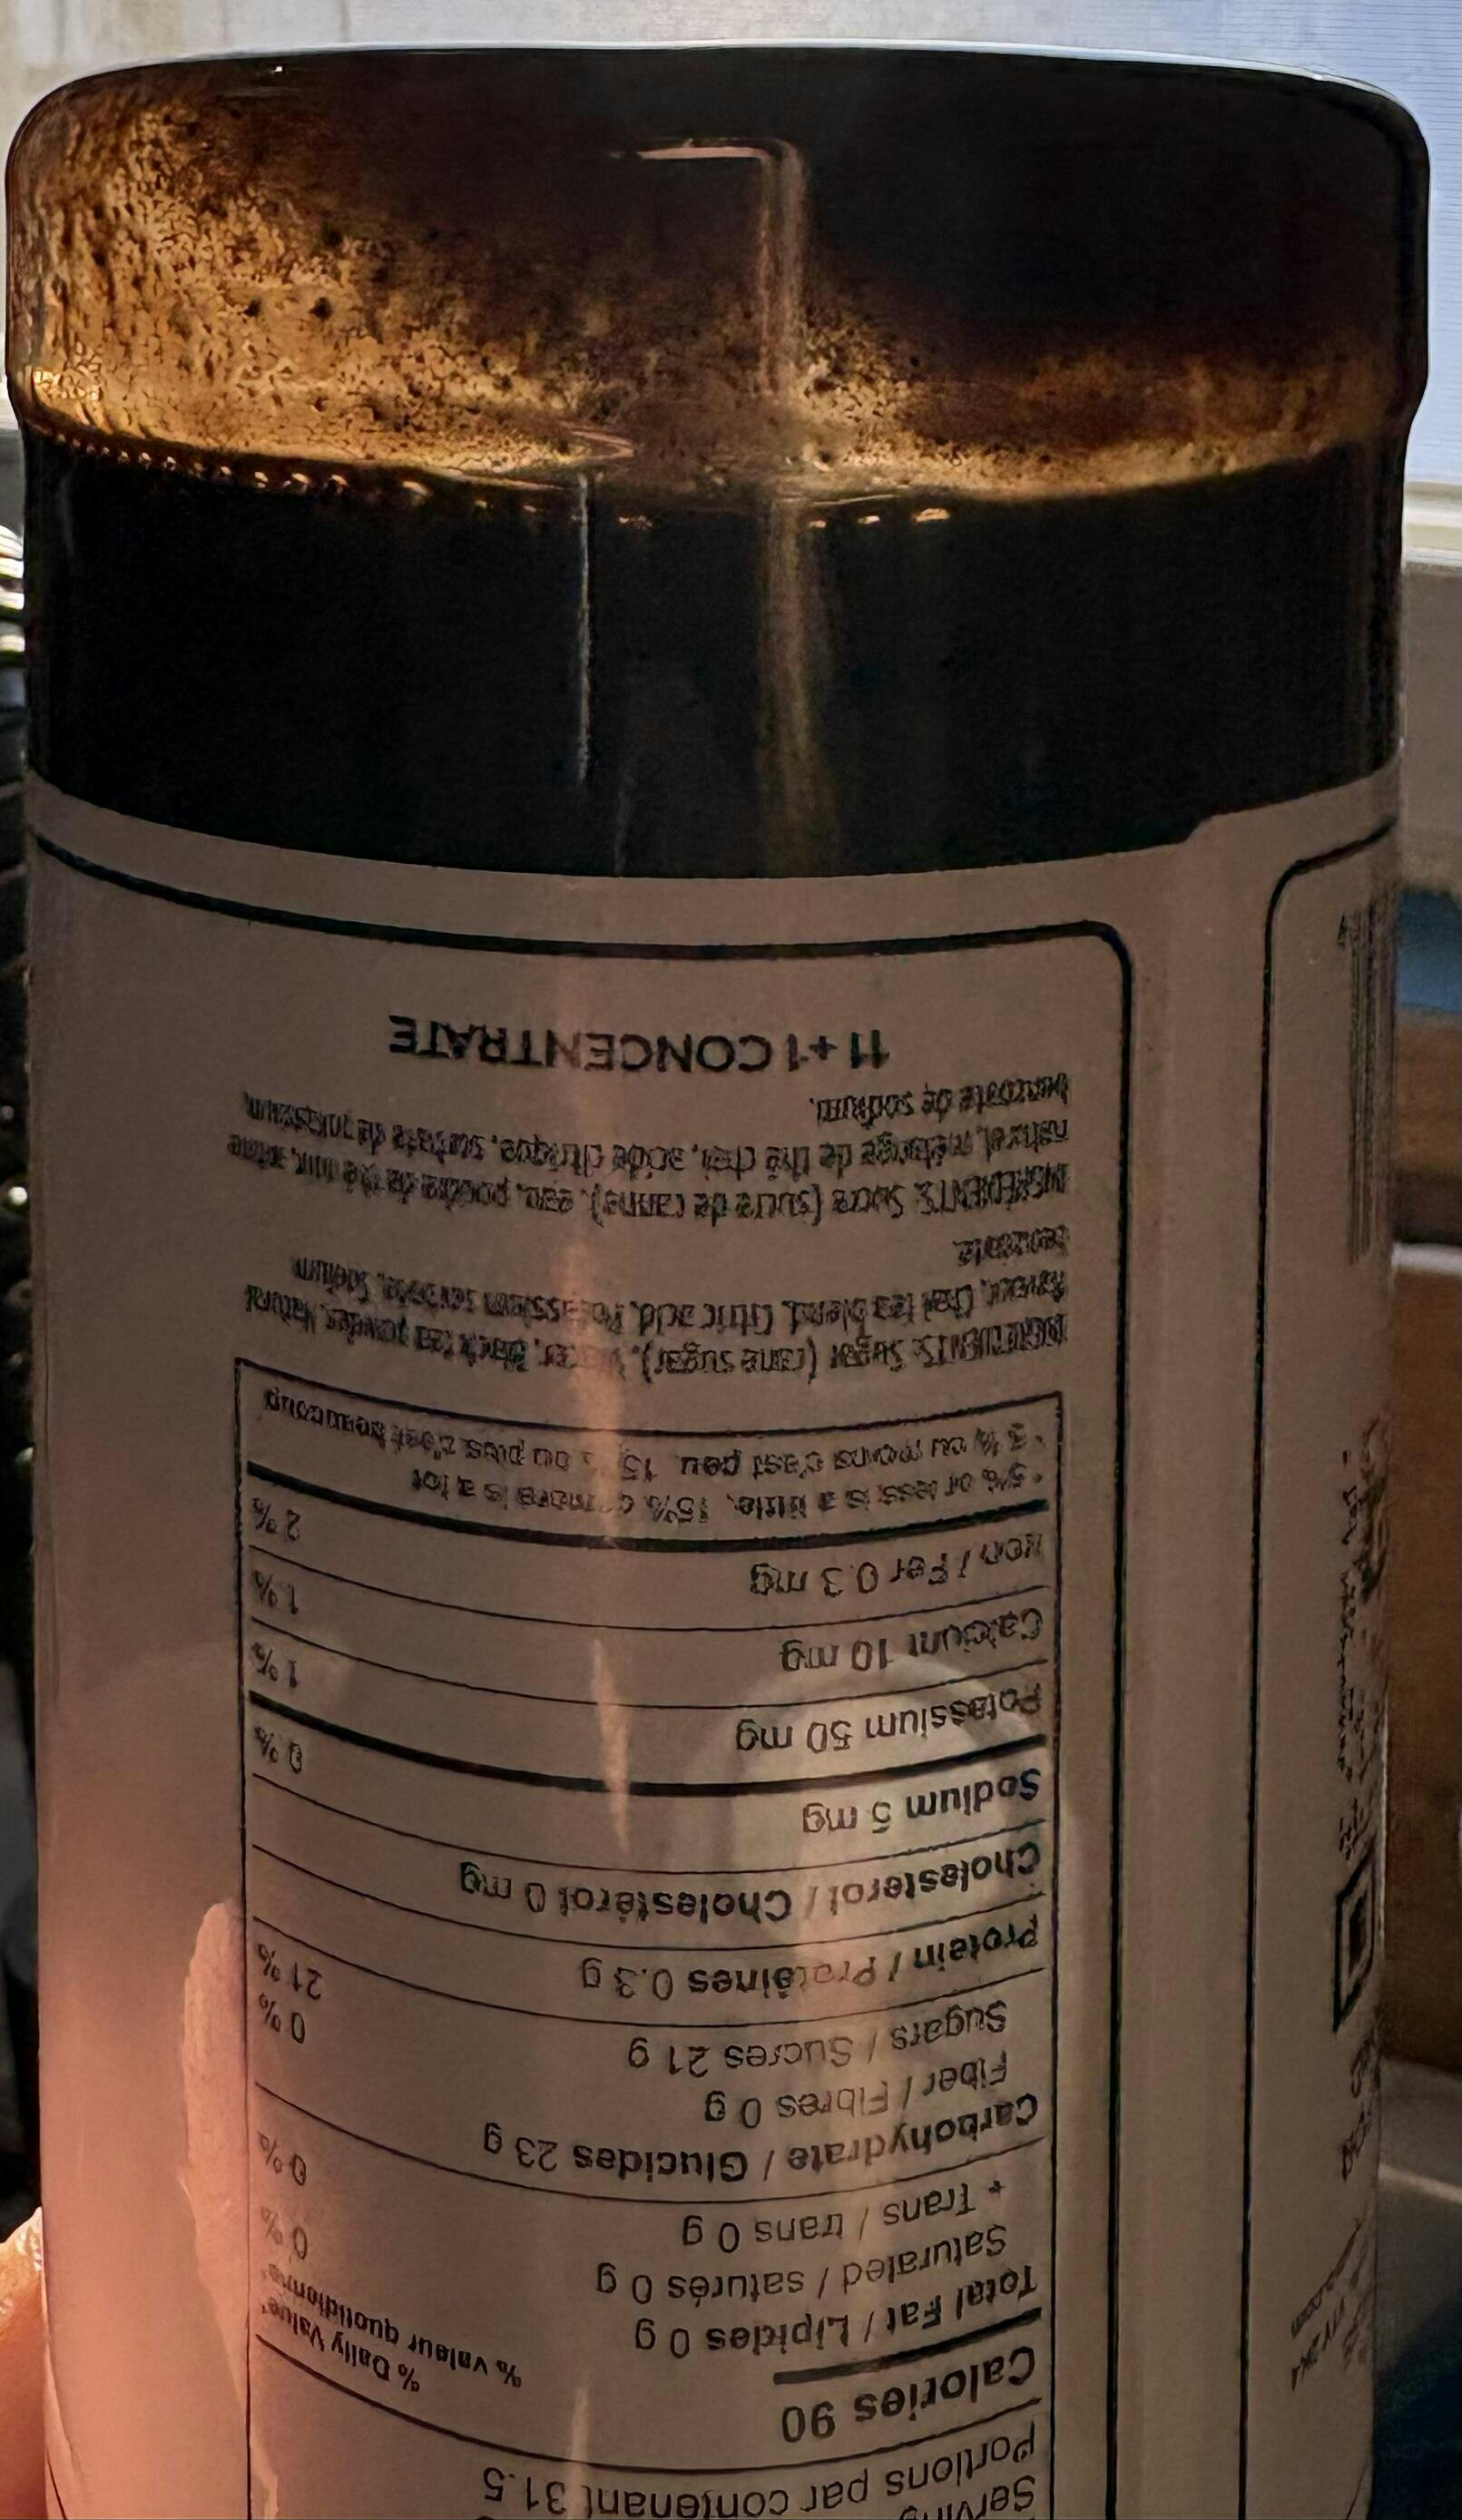 Portions par contenant 31.5
Calories 90
% Daily Value*
% valeur quotidienne*
Total Fat / Lipides 0 g 0 %
Saturated / saturés 0 g
+ Trans / trans 0 g 0 %
Carbohydrate / Glucides 23 g
Fiber / Fibres 0 g 0 %
Sugars / Sucres 21 g 21 %
Protein / Protéines 0.3 g
Cholesterol / Cholestérol 0 mg
Sodium 5 mg 0 %
Potassium 50 mg 1 %
Calcium 10 mg 1 %
Iron / Fer 0.3 mg 2 %
*5% or less is a little, 15% or more is a lot
ou moins c'est peu, 15 % ou plus c'est beaucoup
INGREDIENTS: Sugar (cane sugar), Water, Black tea powder, Natural
flavour, Chai tea blend, Citric acid, Potassium sorbate, Sodium
benzoate.
INGRÉDIENTS: Sucre (sucre de canne), eau, poudre de thé noir, arôme
naturel, mélange de thé chai, acide citrique, sorbate de potassium,
benzoate de sodium.
11+1 CONCENTRATE